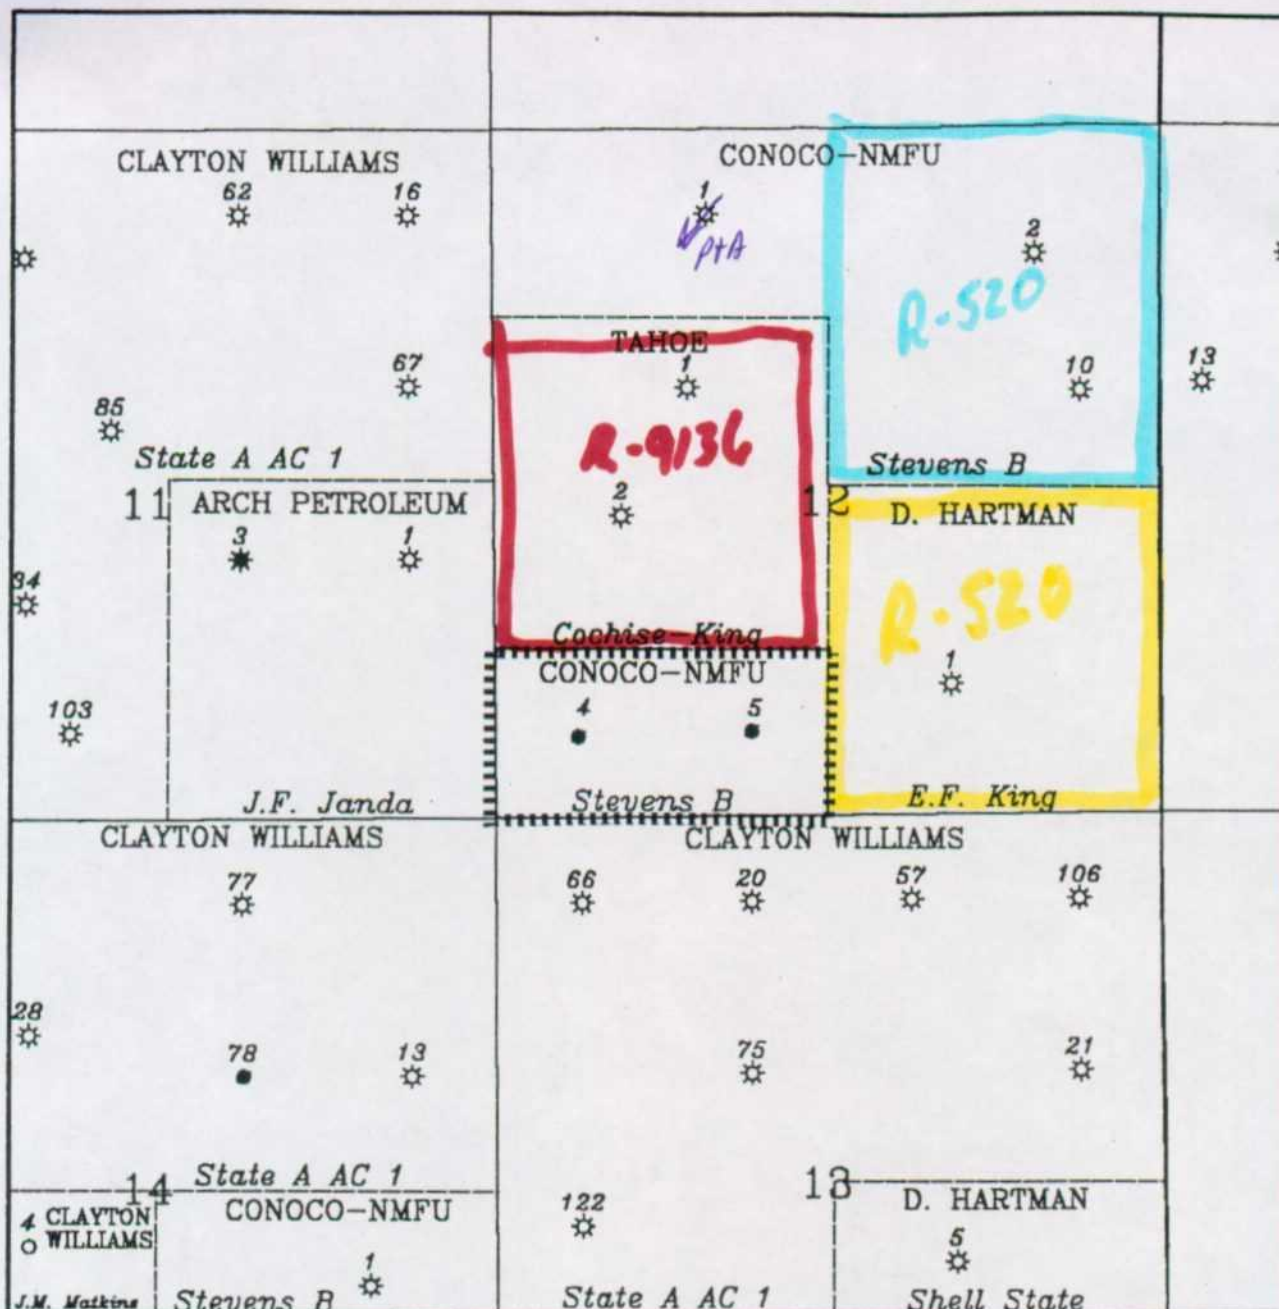 CLAYTON WILLIAMS
CONOCO-NMFU
62
16
1
P+A
2
R-520
TAHOE
1
67
10
13
85
R-9136
State A AC 1
Stevens B
11
ARCH PETROLEUM
2
12
D. HARTMAN
3
1
R-520
Cochise-King
CONOCO-NMFU
1
103
4
5
J.F. Janda
Stevens B
E.F. King
CLAYTON WILLIAMS
CLAYTON WILLIAMS
77
66
20
57
106
28
78
13
75
21
State A AC 1
14
13
CONOCO-NMFU
D. HARTMAN
4 CLAYTON
WILLIAMS
122
5
1
J.M. Matkins
Stevens B
State A AC 1
Shell State